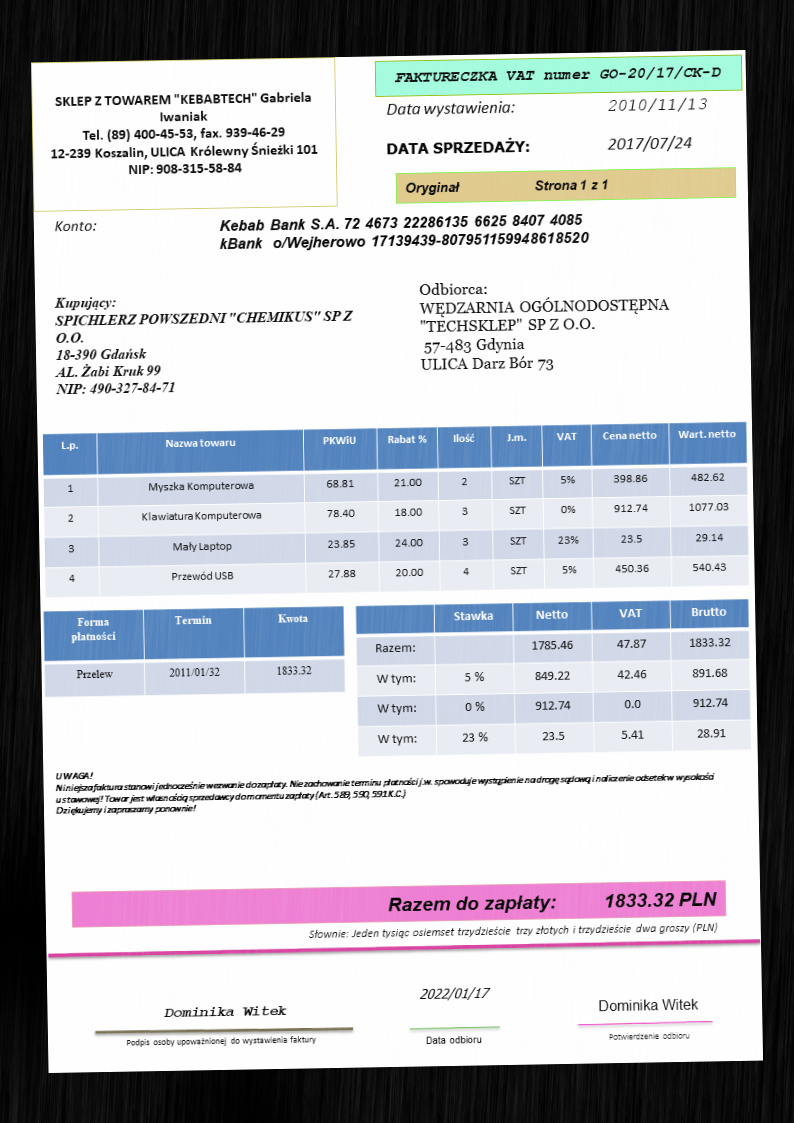 SKLEP Z TOWAREM "KEBABTECH" Gabriela
Iwaniak
Tel. (89) 400-45-53, fax. 939-46-29
12-239 Koszalin, ULICA Królewny Śnieżki 101
NIP: 908-315-58-84
FAKTURECZKA VAT numer GO-20/17/CK-D
Data wystawienia: 2010/11/13
DATA SPRZEDAŻY: 2017/07/24
Oryginał Strona 1 z 1
Konto: Kebab Bank S.A. 72 4673 22286135 6625 8407 4085
kBank o/Wejherowo 17139439-807951159948618520
Kupujący:
SPICHLERZ POWSZEDNI "CHEMIKUS" SP Z
O.O.
18-390 Gdańsk
AL. Żabi Kruk 99
NIP: 490-327-84-71
Odbiorca:
WĘDZARNIA OGÓLNODOSTĘPNA
"TECHSKLEP" SP Z O.O.
57-483 Gdynia
ULICA Darz Bór 73
L.p. Nazwa towaru PKWiU Rabat % Ilość J.m. VAT Cena netto Wart. netto
1 Myszka Komputerowa 68.81 21.00 2 SZT 5% 398.86 482.62
2 Klawiatura Komputerowa 78.40 18.00 3 SZT 0% 912.74 1077.03
3 Mały Laptop 23.85 24.00 3 SZT 23% 23.5 29.14
4 Przewód USB 27.88 20.00 4 SZT 5% 450.36 540.43
Forma płatności Termin Kwota
Przelew 2011/01/32 1833.32
Stawka Netto VAT Brutto
Razem: 1785.46 47.87 1833.32
W tym: 5 % 849.22 42.46 891.68
W tym: 0 % 912.74 0.0 912.74
W tym: 23 % 23.5 5.41 28.91
UWAGA!
Niniejsza faktura stanowi jednocześnie wezwanie do zapłaty. Nie zachowanie terminu płatności j.w. spowoduje wystąpienie na drogę sądową i naliczenie odsetek w wysokości
ustawowej! Towar jest własnością sprzedawcy do momentu zapłaty (Art. 589, 590, 591 K.C.)
Dziękujemy i zapraszamy ponownie!
Razem do zapłaty: 1833.32 PLN
Słownie: Jeden tysiąc osiemset trzydzieście trzy złotych i trzydzieście dwa groszy (PLN)
Dominika Witek
Podpis osoby upoważnionej do wystawienia faktury
2022/01/17
Data odbioru
Dominika Witek
Potwierdzenie odbioru